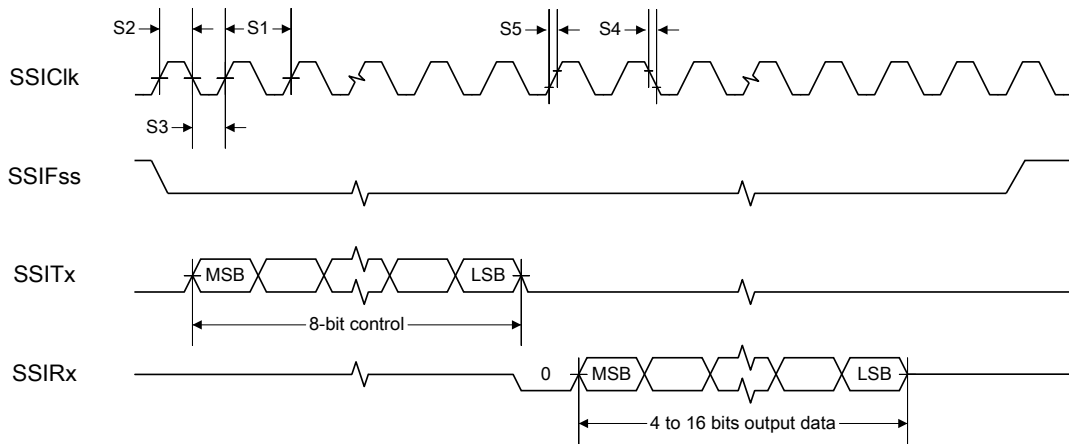 S2
S1
S5
S4
SSIClk
S3
SSIFss
SSITx
MSB
LSB
8-bit control
SSIRx
0
MSB
LSB
4 to 16 bits output data